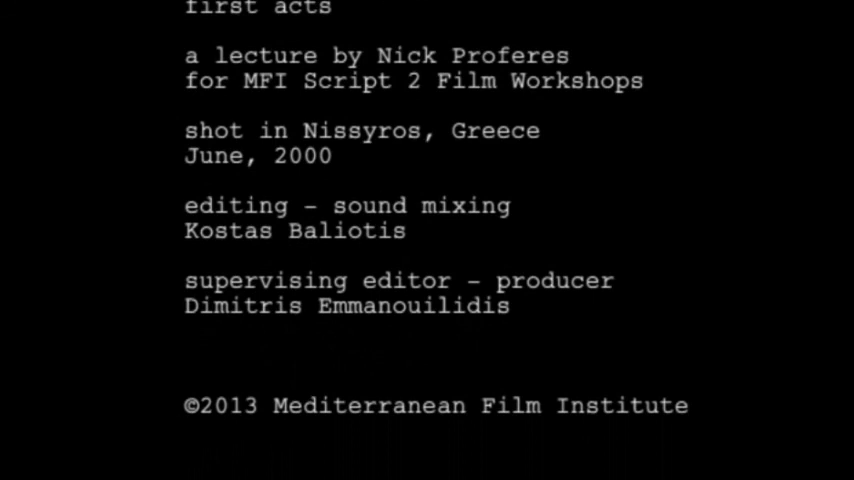 first acts
a lecture by Nick Proferes
for MFI Script 2 Film Workshops
shot in Nissyros, Greece
June, 2000
editing – sound mixing
Kostas Baliotis
supervising editor – producer
Dimitris Emmanouilidis
©2013 Mediterranean Film Institute